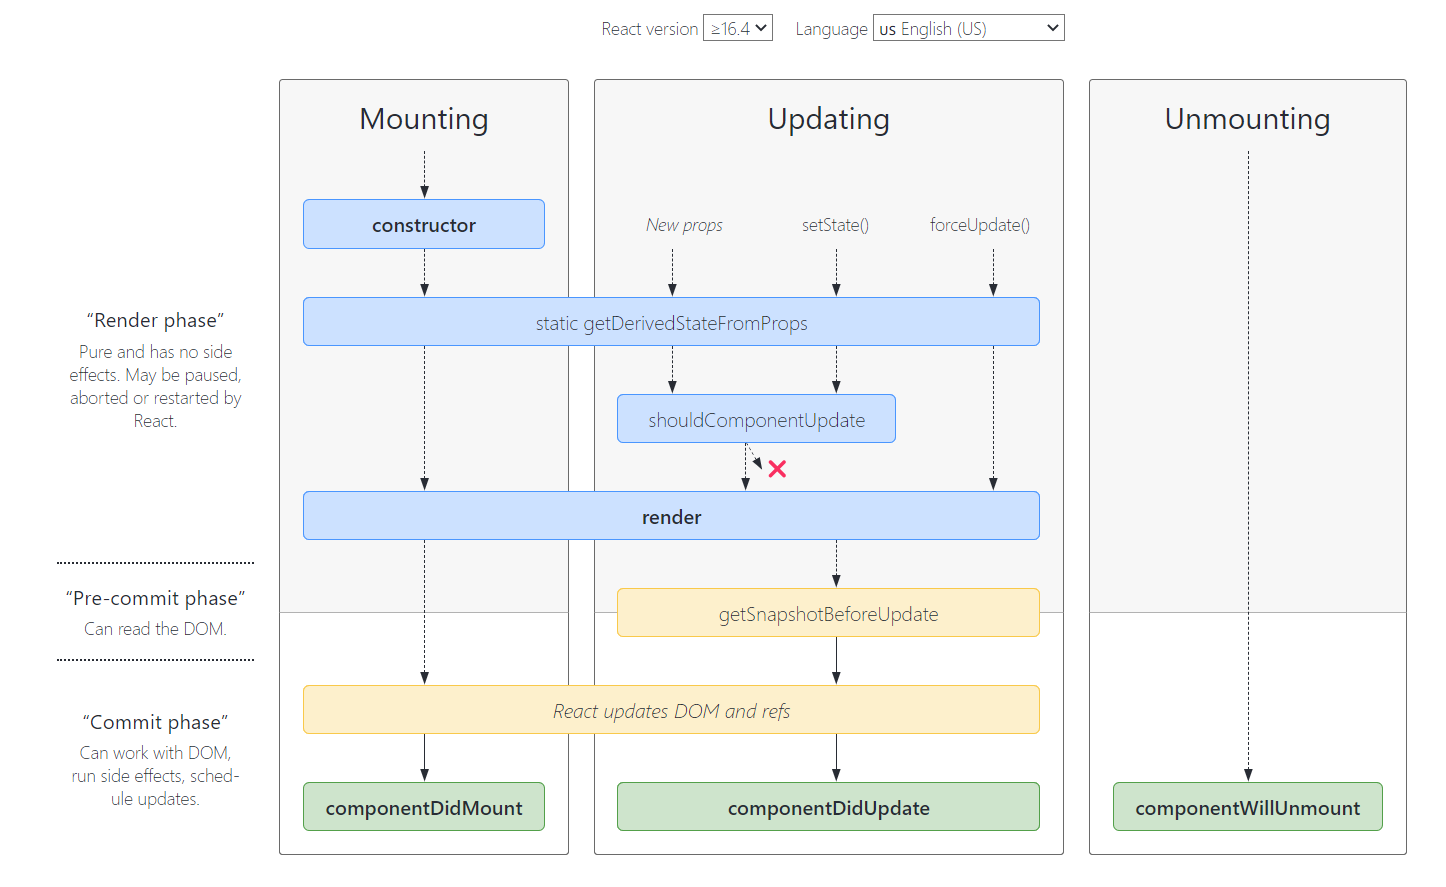 React version ≥16.4 Language us English (US)
Mounting
Updating
Unmounting
constructor
New props
setState()
forceUpdate()
“Render phase”
Pure and has no side
effects. May be paused,
aborted or restarted by
React.
static getDerivedStateFromProps
shouldComponentUpdate
render
“Pre-commit phase”
Can read the DOM.
getSnapshotBeforeUpdate
“Commit phase”
Can work with DOM,
run side effects, sched-
ule updates.
React updates DOM and refs
componentDidMount
componentDidUpdate
componentWillUnmount